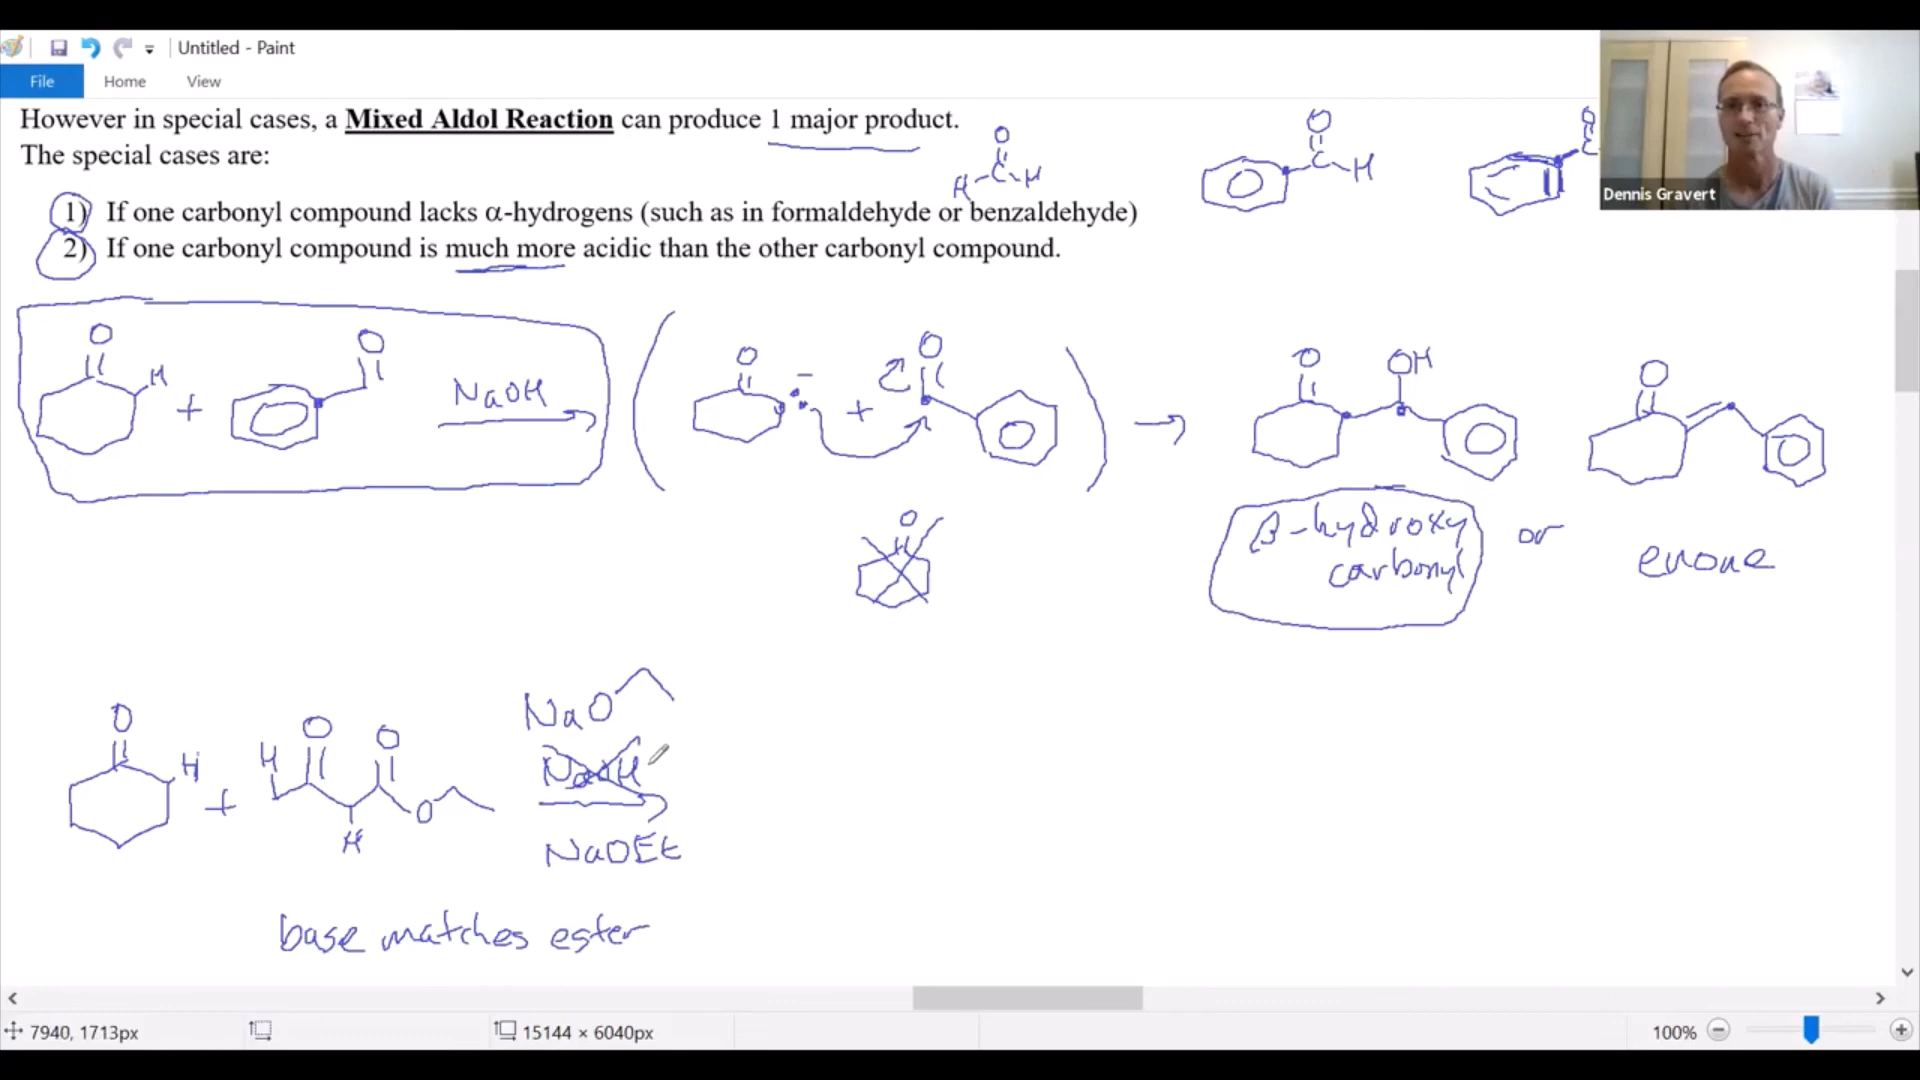 Untitled - Paint
File Home View
However in special cases, a Mixed Aldol Reaction can produce 1 major product.
The special cases are:
1) If one carbonyl compound lacks α-hydrogens (such as in formaldehyde or benzaldehyde)
2) If one carbonyl compound is much more acidic than the other carbonyl compound.
O
H C H
O
C H
O
C
Dennis Gravert
O H + O NaOH O − + O O OH O
β-hydroxy
carbonyl
or
enone
O
NaO
O H + H O O O H
NaOH
NaOEt
base matches ester
7940, 1713px 15144 × 6040px 100%